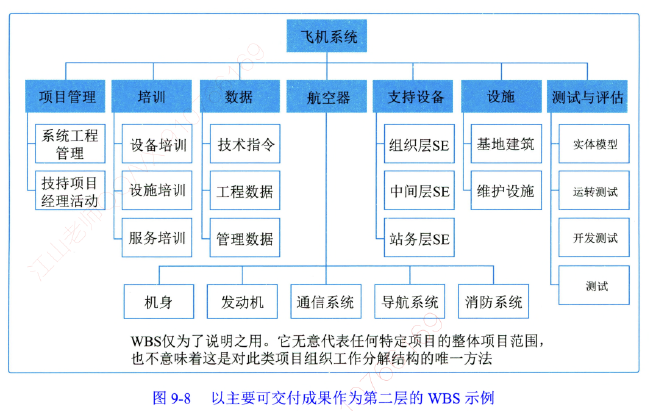 飞机系统
项目管理
培训
数据
航空器
支持设备
设施
测试与评估
系统工程
管理
技持项目
经理活动
设备培训
设施培训
服务培训
技术指令
工程数据
管理数据
组织层SE
中间层SE
站务层SE
基地建筑
维护设施
实体模型
运转测试
开发测试
测试
机身
发动机
通信系统
导航系统
消防系统
WBS仅为了说明之用。它无意代表任何特定项目的整体项目范围，
也不意味着这是对此类项目组织工作分解结构的唯一方法
图 9-8 以主要可交付成果作为第二层的 WBS 示例